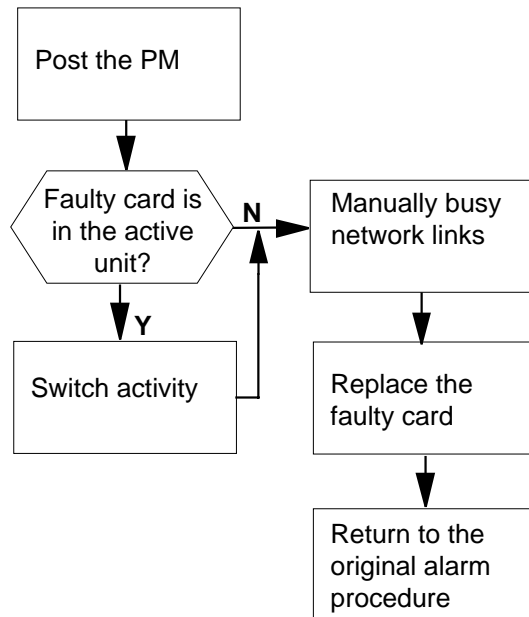 Post the PM
Faulty card is
in the active
unit?
N
Y
Switch activity
Manually busy
network links
Replace the
faulty card
Return to the
original alarm
procedure